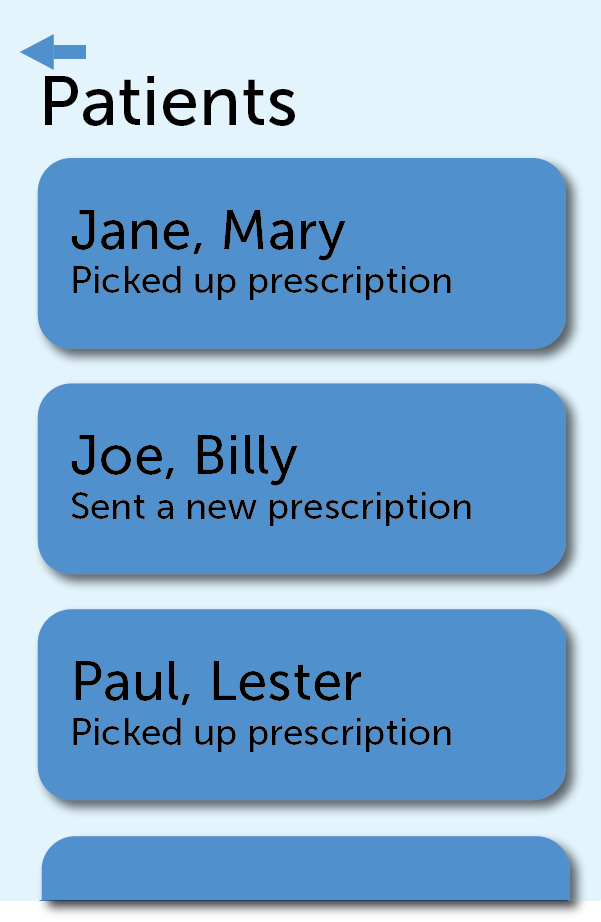 Patients
Jane, Mary
Picked up prescription
Joe, Billy
Sent a new prescription
Paul, Lester
Picked up prescription